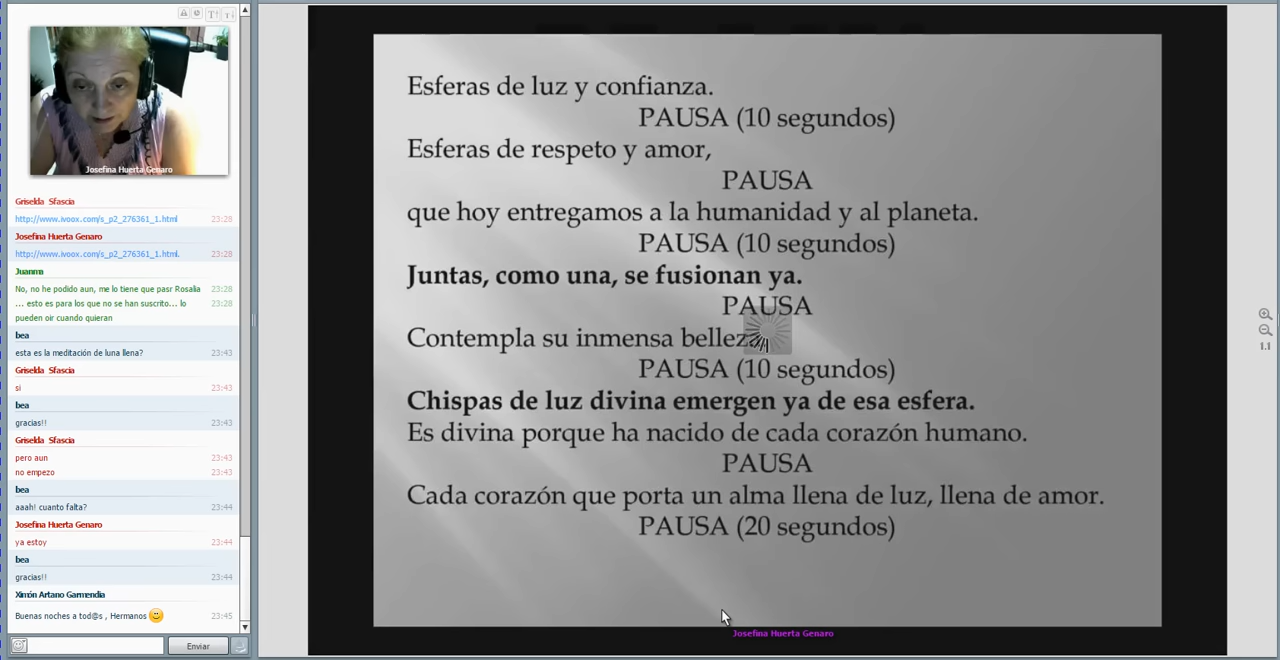 Josefina Huerta Genaro
Griselda Sfascia
http://www.ivoox.com/s_p2_276361_1.html 23:28
Josefina Huerta Genaro
http://www.ivoox.com/s_p2_276361_1.html. 23:28
Juanma
No, no he podido aun, me lo tiene que pasr Rosalia 23:28
... esto es para los que no se han suscrito... lo 23:28
pueden oir cuando quieran
bea
esta es la meditación de luna llena? 23:43
Griselda Sfascia
si 23:43
bea
gracias!! 23:43
Griselda Sfascia
pero aun 23:43
no empezo 23:43
bea
aaah! cuanto falta? 23:44
Josefina Huerta Genaro
ya estoy 23:44
bea
gracias!! 23:44
Ximón Artano Garmendia
Buenas noches a tod@s , Hermanos 23:45
Enviar
Esferas de luz y confianza.
PAUSA (10 segundos)
Esferas de respeto y amor,
PAUSA
que hoy entregamos a la humanidad y al planeta.
PAUSA (10 segundos)
Juntas, como una, se fusionan ya.
PAUSA
Contempla su inmensa bellez
PAUSA (10 segundos)
Chispas de luz divina emergen ya de esa esfera.
Es divina porque ha nacido de cada corazón humano.
PAUSA
Cada corazón que porta un alma llena de luz, llena de amor.
PAUSA (20 segundos)
Josefina Huerta Genaro
1.1